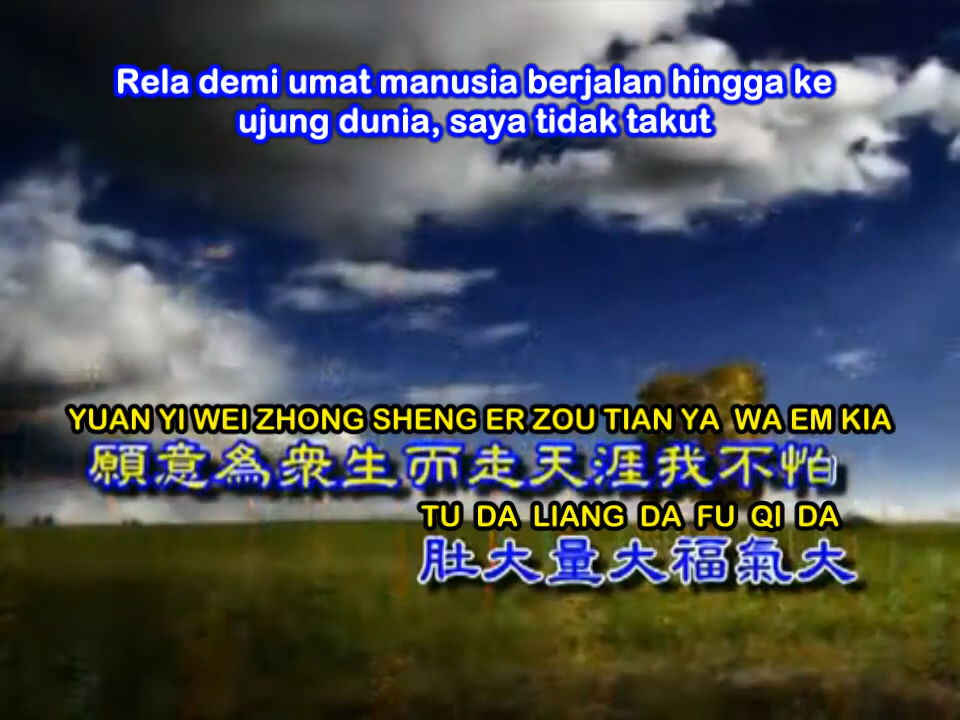 Rela demi umat manusia berjalan hingga ke
ujung dunia, saya tidak takut
YUAN YI WEI ZHONG SHENG ER ZOU TIAN YA WA EM KIA
願意為衆生而走天涯我不怕
TU DA LIANG DA FU QI DA
肚大量大福氣大